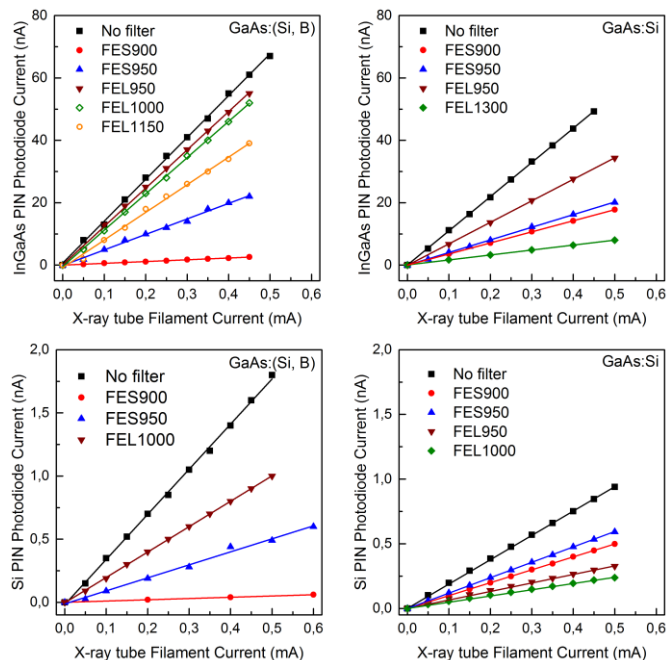 GaAs:(Si, B)
No filter
FES900
FES950
FEL950
FEL1000
FEL1150
80
60
40
20
0
0,0 0,1 0,2 0,3 0,4 0,5 0,6
InGaAs PIN Photodiode Current (nA)
X-ray tube Filament Current (mA)
GaAs:Si
No filter
FES900
FES950
FEL950
FEL1300
80
60
40
20
0
0,0 0,1 0,2 0,3 0,4 0,5 0,6
InGaAs PIN Photodiode Current (nA)
X-ray tube Filament Current (mA)
GaAs:(Si, B)
No filter
FES900
FES950
FEL1000
2,0
1,5
1,0
0,5
0,0
0,0 0,1 0,2 0,3 0,4 0,5 0,6
Si PIN Photodiode Current (nA)
X-ray tube Filament Current (mA)
GaAs:Si
No filter
FES900
FES950
FEL950
FEL1000
2,0
1,5
1,0
0,5
0,0
0,0 0,1 0,2 0,3 0,4 0,5 0,6
Si PIN Photodiode Current (nA)
X-ray tube Filament Current (mA)